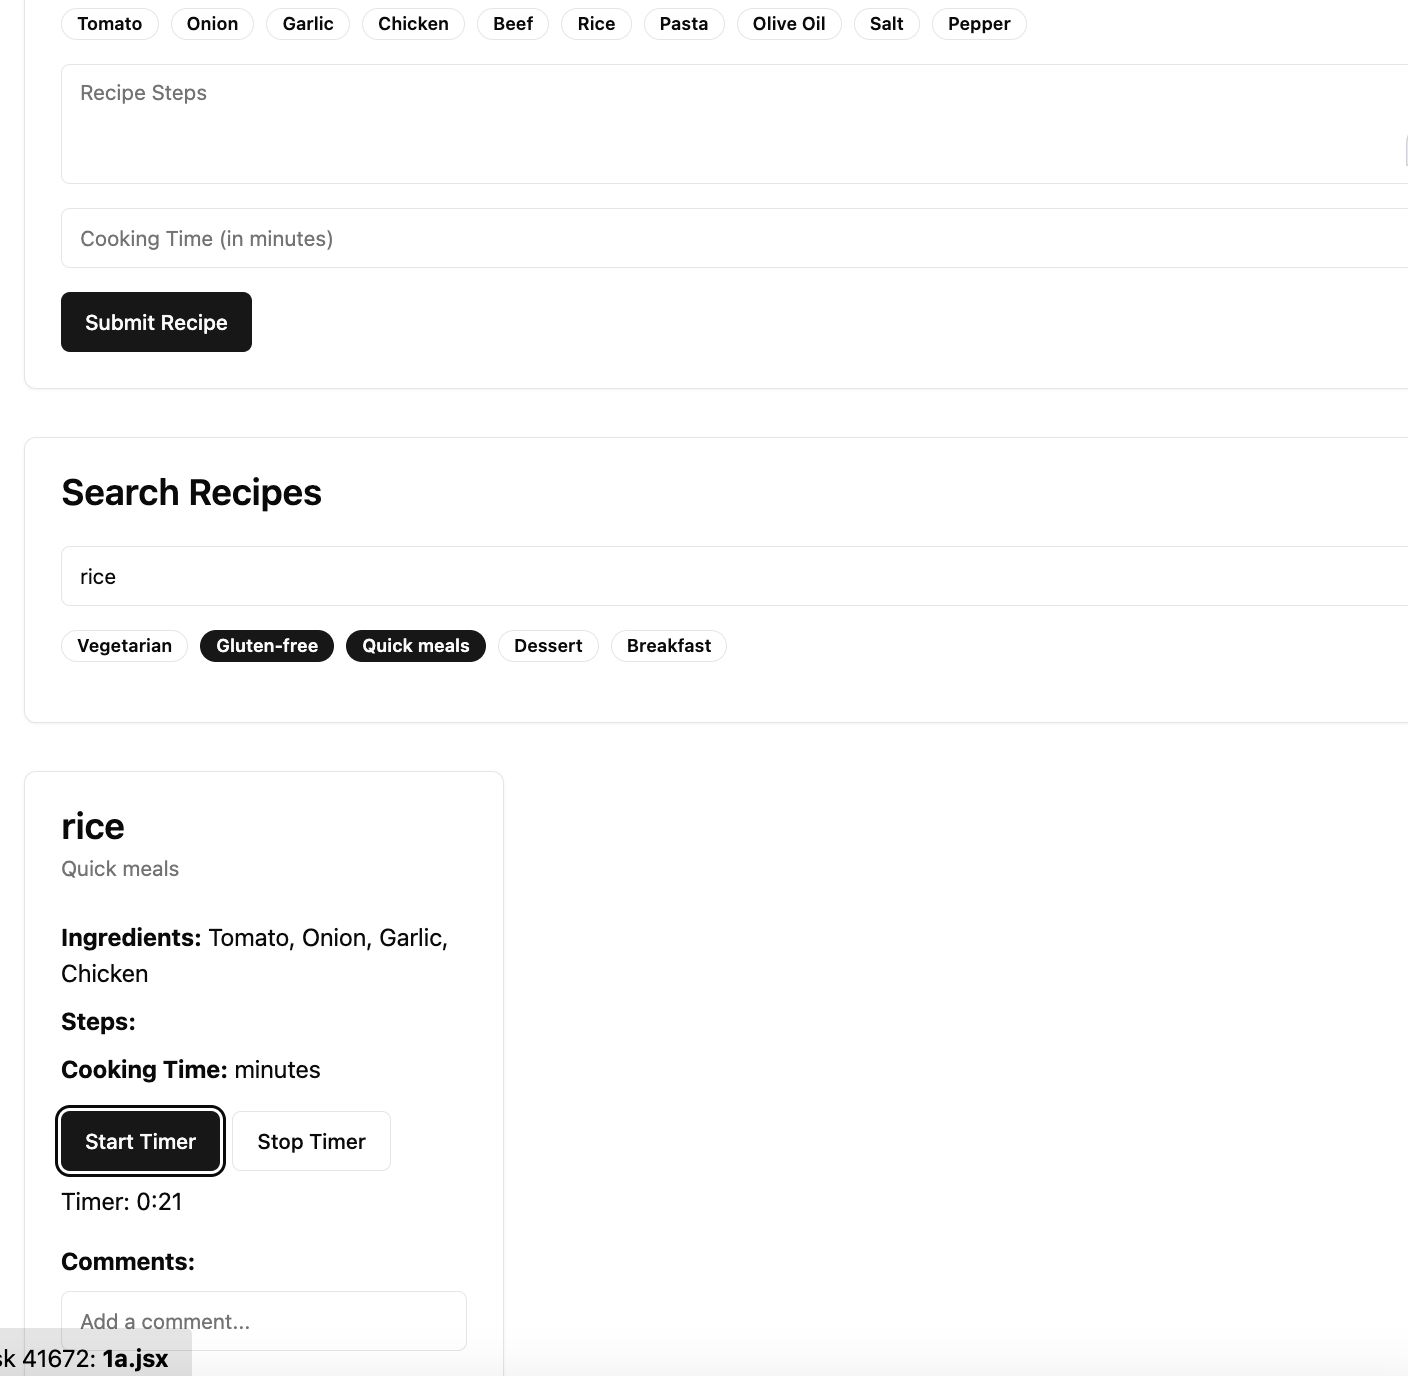 Tomato Onion Garlic Chicken Beef Rice Pasta Olive Oil Salt Pepper
Recipe Steps
Cooking Time (in minutes)
Submit Recipe
Search Recipes
rice
Vegetarian Gluten-free Quick meals Dessert Breakfast
rice
Quick meals
Ingredients: Tomato, Onion, Garlic,
Chicken
Steps:
Cooking Time: minutes
Start Timer Stop Timer
Timer: 0:21
Comments:
Add a comment...
sk 41672: 1a.jsx